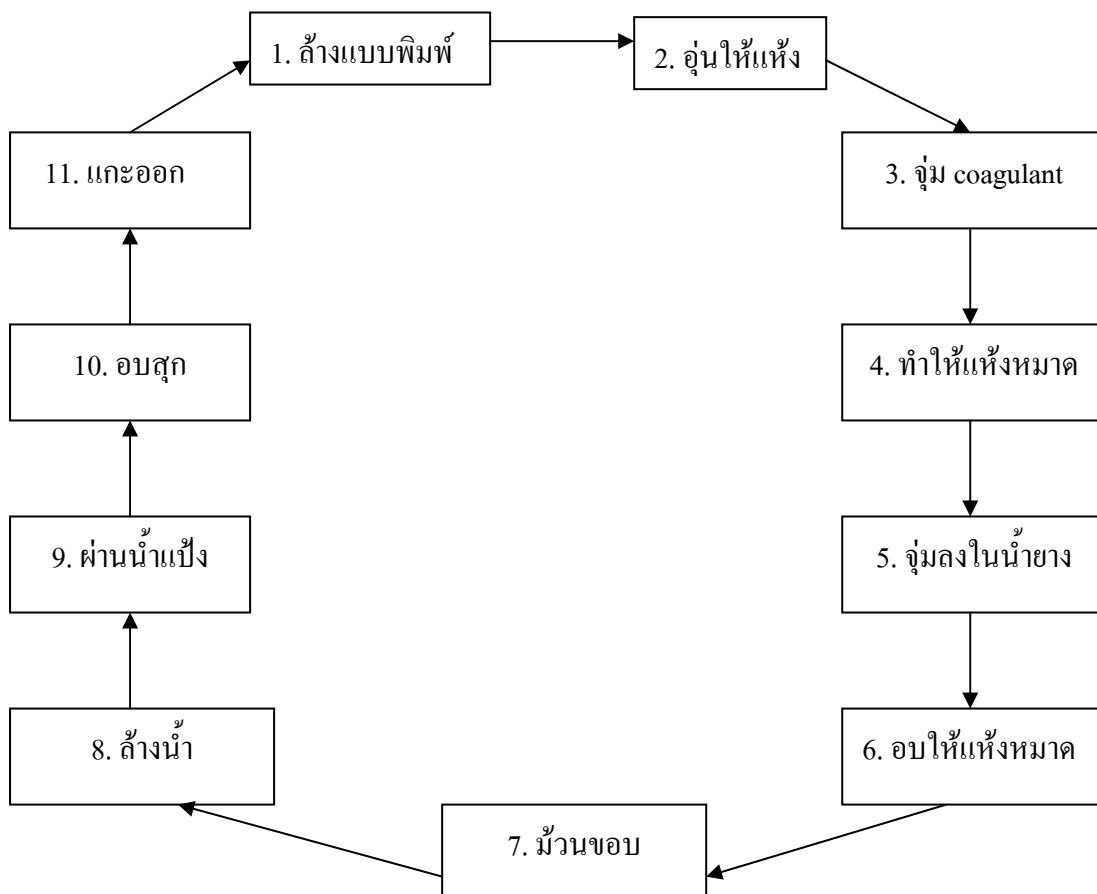 1. ล้างแบบพิมพ์
2. อุ่นให้แห้ง
3. จุ่ม coagulant
4. ทำให้แห้งหมาด
5. จุ่มลงในน้ำยาง
6. อบให้แห้งหมาด
7. ม้วนขอบ
8. ล้างน้ำ
9. ผ่านน้ำแป้ง
10. อบสุก
11. แกะออก